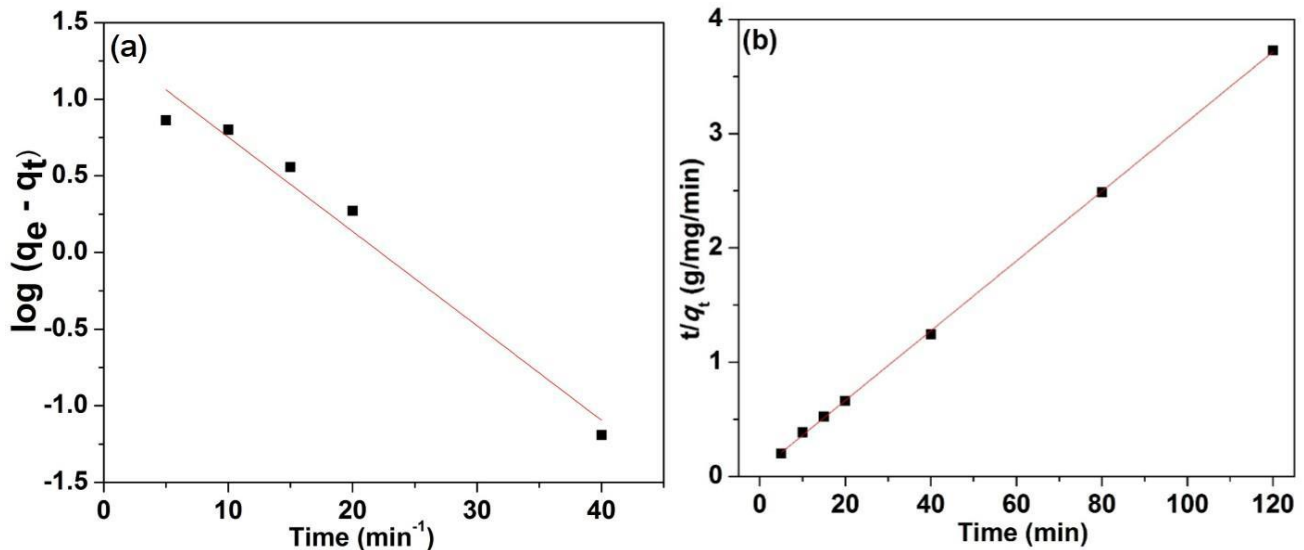 (a)
1.5
1.0
0.5
0.0
-0.5
-1.0
-1.5
log (qe - qt)
0 10 20 30 40
Time (min-1)
(b)
4
3
2
1
0
t/qt (g/mg/min)
0 20 40 60 80 100 120
Time (min)